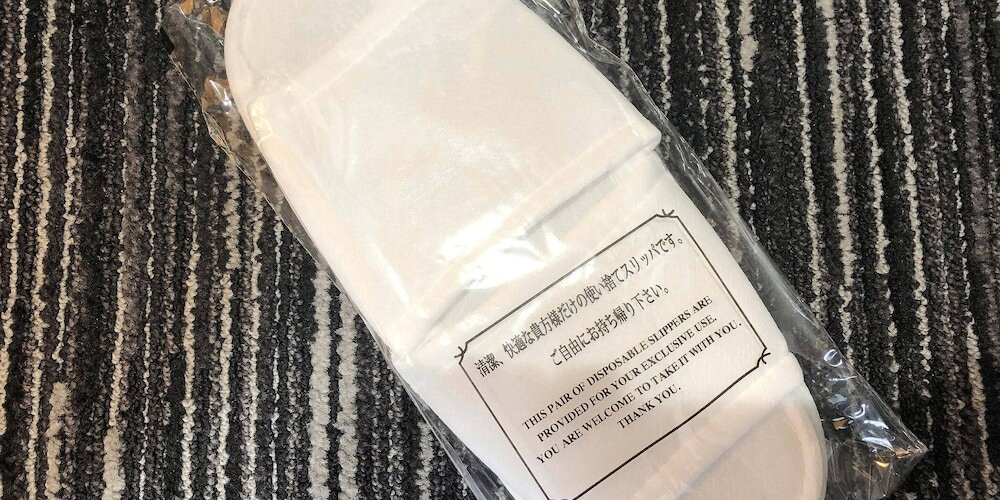 清潔、快適な貴方様だけの使い捨てスリッパです。
ご自由にお持ち帰り下さい。
THIS PAIR OF DISPOSABLE SLIPPERS ARE
PROVIDED FOR YOUR EXCLUSIVE USE.
YOU ARE WELCOME TO TAKE IT WITH YOU.
THANK YOU.